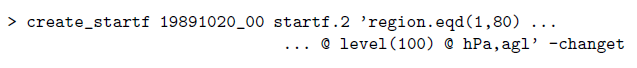 > create_startf 19891020_00 startf.2 ’region.eqd(1,80) ...
... @ level(100) @ hPa,agl’ -changet